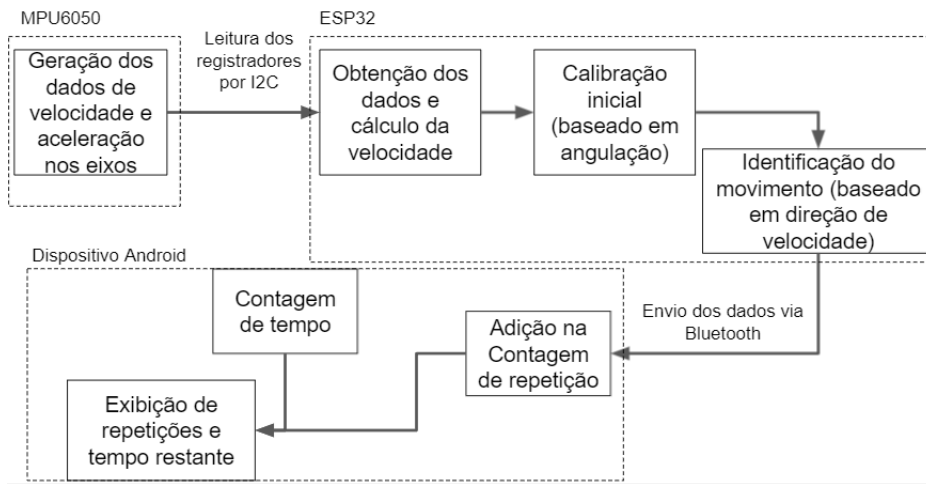 MPU6050
ESP32
Geração dos
dados de
velocidade e
aceleração
nos eixos
Leitura dos
registradores
por I2C
Obtenção dos
dados e
cálculo da
velocidade
Calibração
inicial
(baseado em
angulação)
Identificação do
movimento (baseado
em direção de
velocidade)
Envio dos dados via
Bluetooth
Dispositivo Android
Contagem
de tempo
Adição na
Contagem
de repetição
Exibição de
repetições e
tempo restante